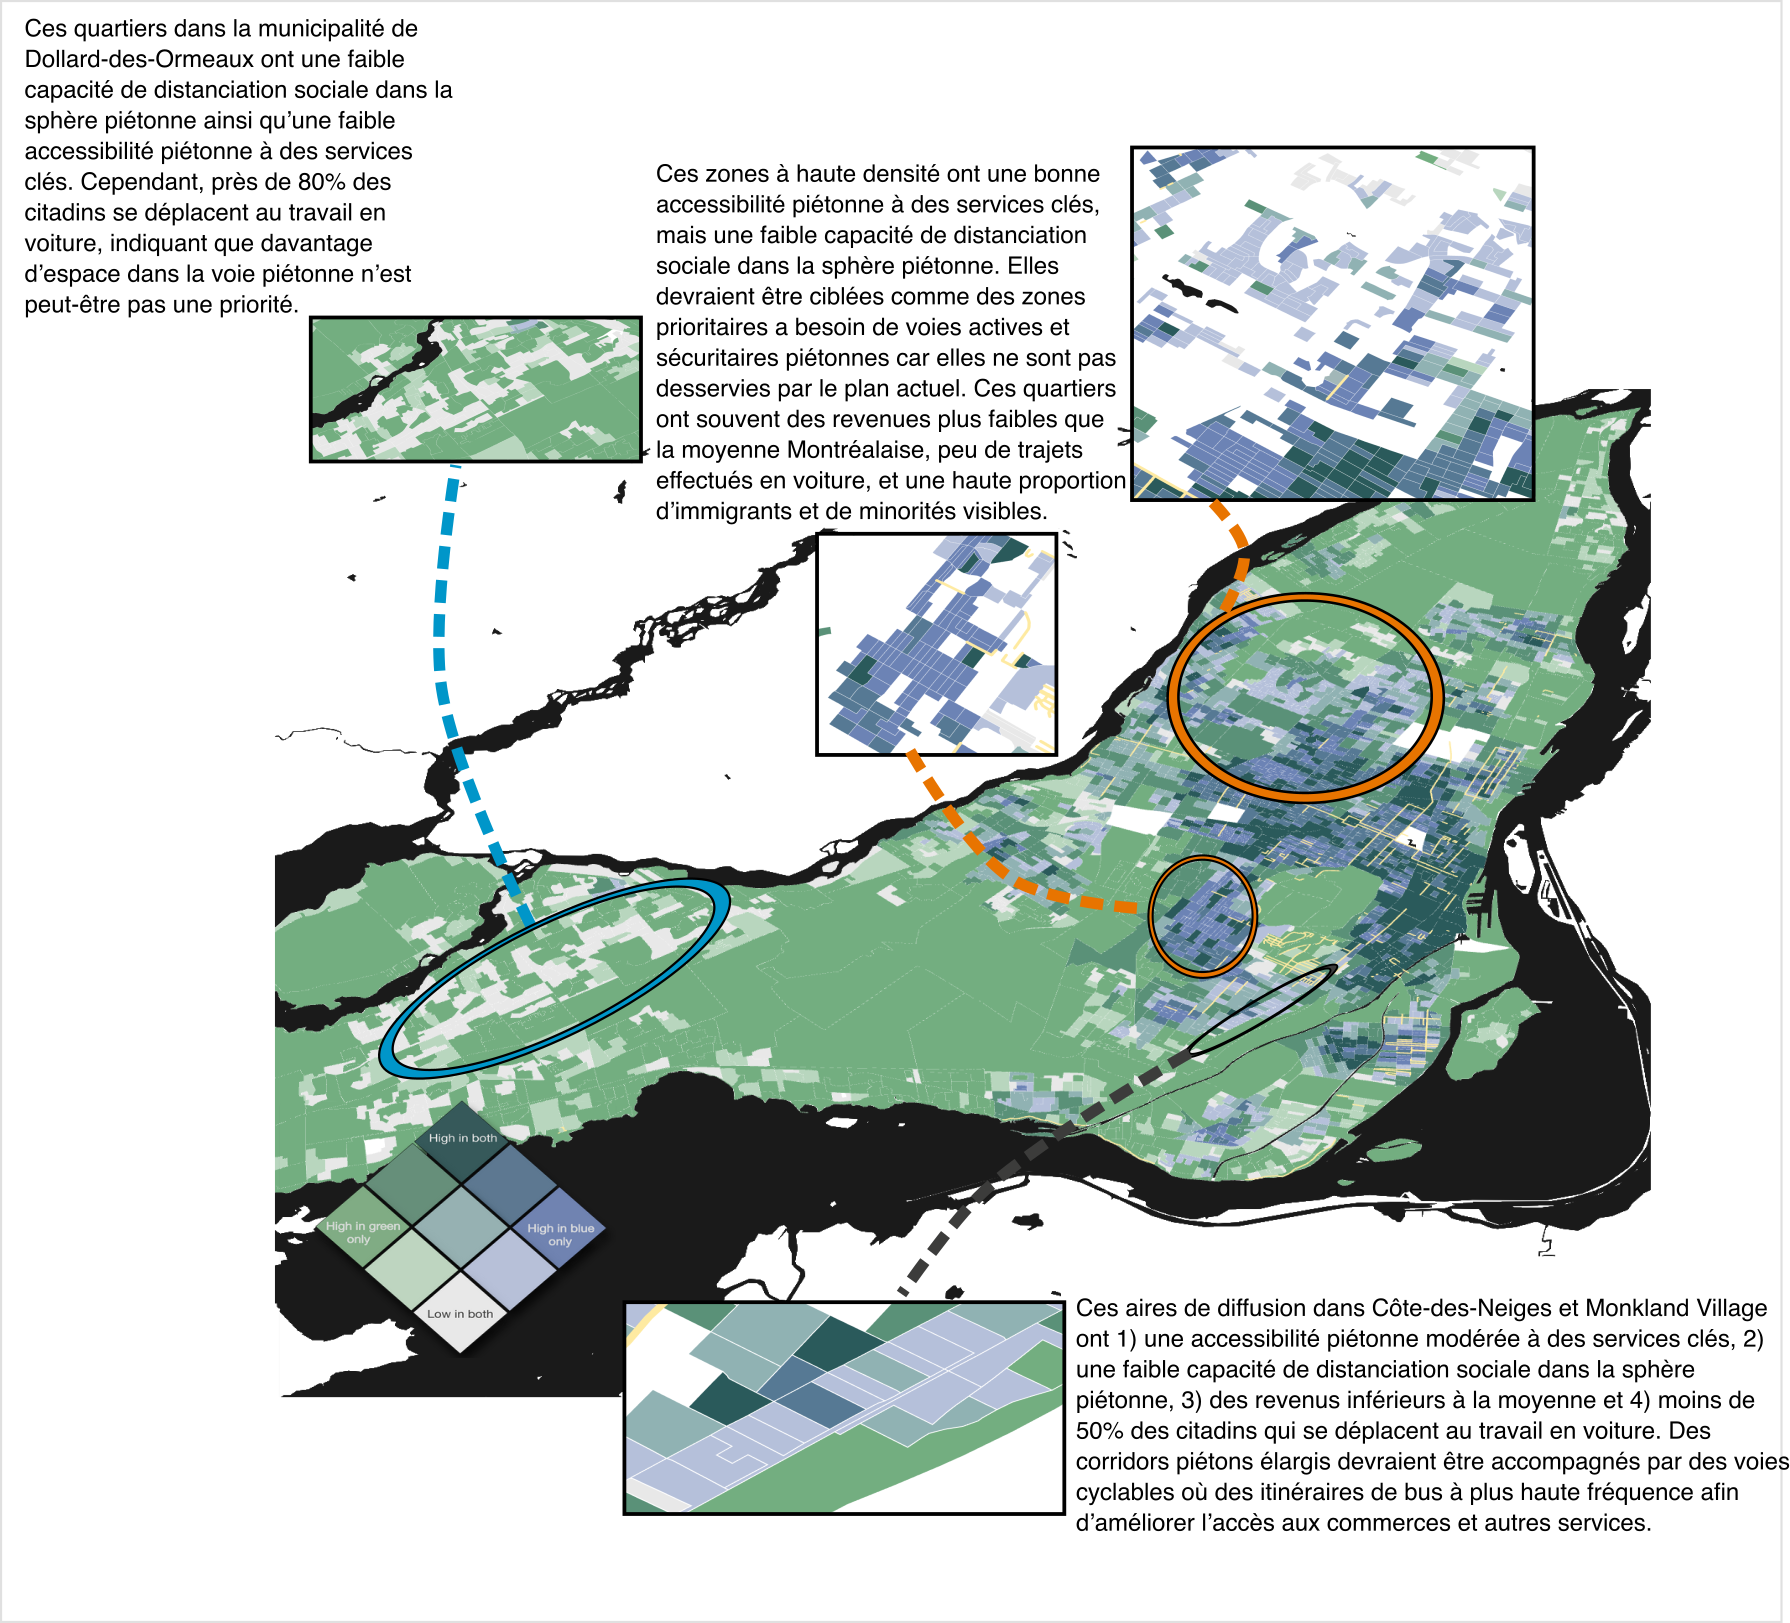 Ces quartiers dans la municipalité de
Dollard-des-Ormeaux ont une faible
capacité de distanciation sociale dans la
sphère piétonne ainsi qu’une faible
accessibilité piétonne à des services
clés. Cependant, près de 80% des
citadins se déplacent au travail en
voiture, indiquant que davantage
d’espace dans la voie piétonne n’est
peut-être pas une priorité.
Ces zones à haute densité ont une bonne
accessibilité piétonne à des services clés,
mais une faible capacité de distanciation
sociale dans la sphère piétonne. Elles
devraient être ciblées comme des zones
prioritaires a besoin de voies actives et
sécuritaires piétonnes car elles ne sont pas
desservies par le plan actuel. Ces quartiers
ont souvent des revenues plus faibles que
la moyenne Montréalaise, peu de trajets
effectués en voiture, et une haute proportion
d’immigrants et de minorités visibles.
High in both
High in green
only
High in blue
only
Low in both
Ces aires de diffusion dans Côte-des-Neiges et Monkland Village
ont 1) une accessibilité piétonne modérée à des services clés, 2)
une faible capacité de distanciation sociale dans la sphère
piétonne, 3) des revenus inférieurs à la moyenne et 4) moins de
50% des citadins qui se déplacent au travail en voiture. Des
corridors piétons élargis devraient être accompagnés par des voies
cyclables où des itinéraires de bus à plus haute fréquence afin
d’améliorer l’accès aux commerces et autres services.